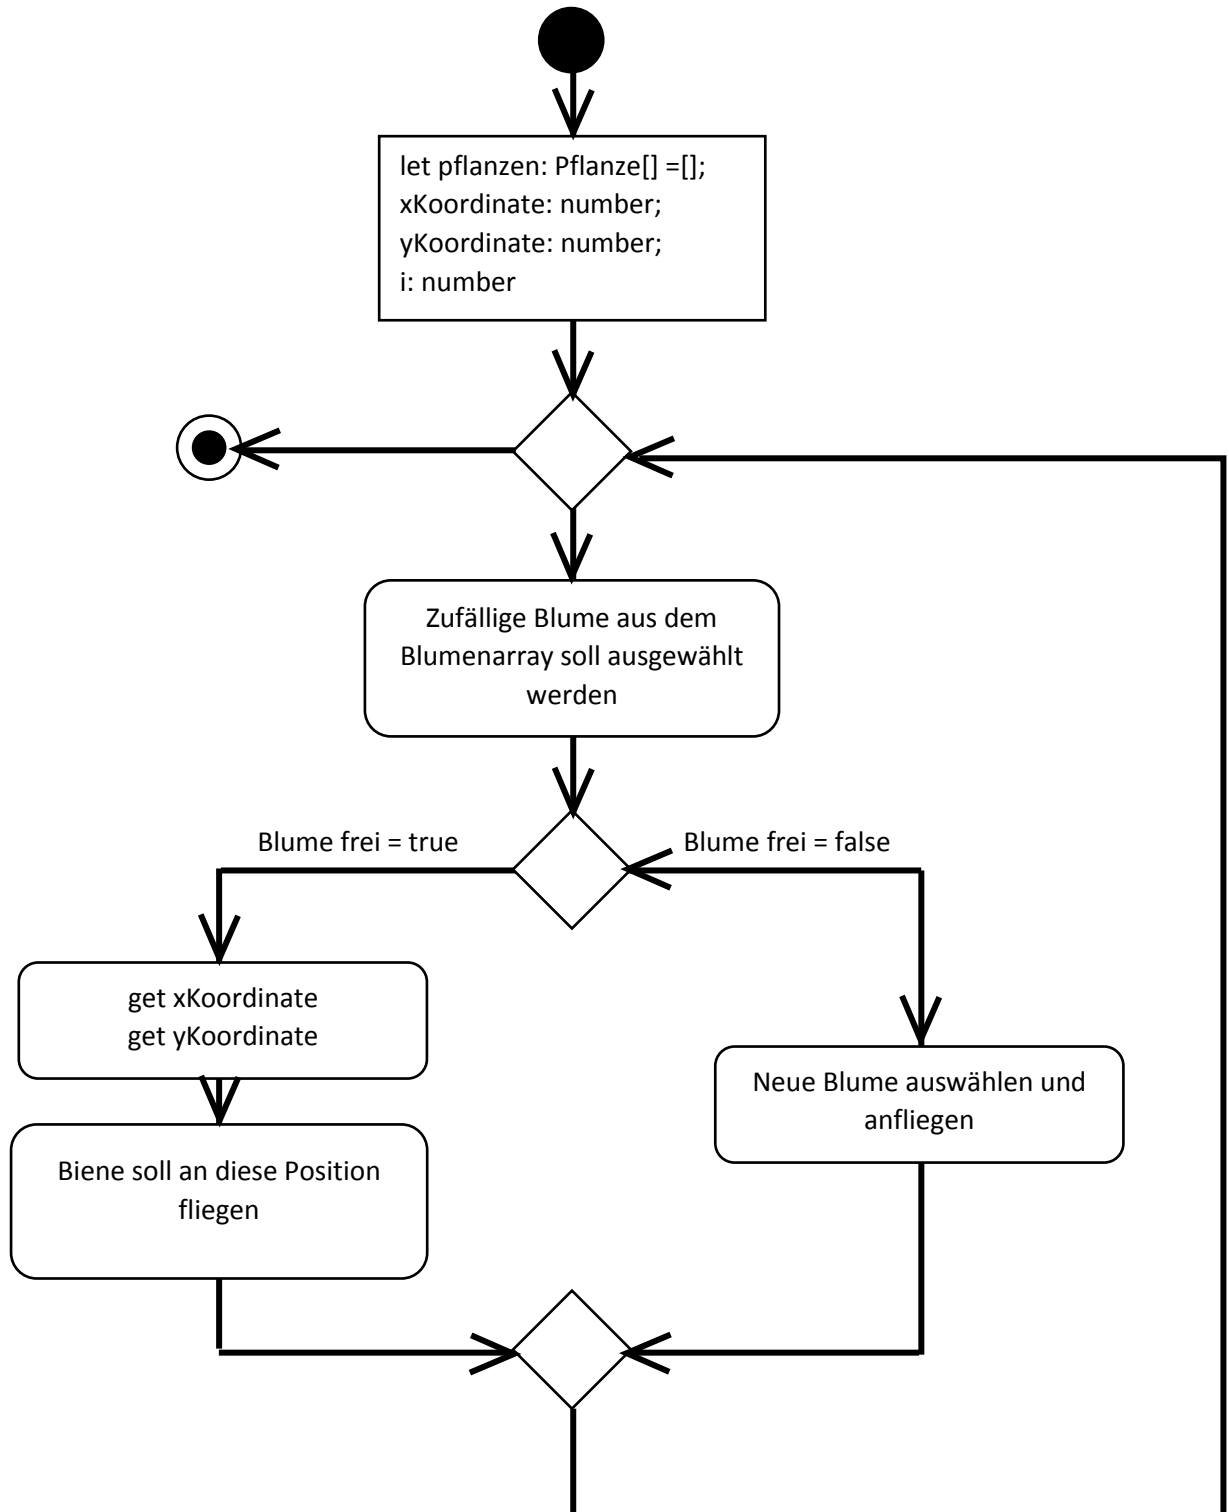 let pflanzen: Pflanze[] =[];
xKoordinate: number;
yKoordinate: number;
i: number
Zufällige Blume aus dem
Blumenarray soll ausgewählt
werden
Blume frei = true
Blume frei = false
get xKoordinate
get yKoordinate
Neue Blume auswählen und
anfliegen
Biene soll an diese Position
fliegen